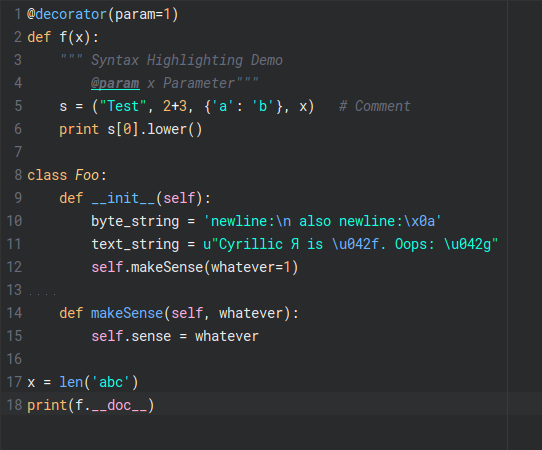 1 @decorator(param=1)
2 def f(x):
3     """ Syntax Highlighting Demo
4         @param x Parameter"""
5     s = ("Test", 2+3, {'a': 'b'}, x)   # Comment
6     print s[0].lower()
7
8 class Foo:
9     def __init__(self):
10         byte_string = 'newline:\n also newline:\x0a'
11         text_string = u"Cyrillic Я is \u042f. Oops: \u042g"
12         self.makeSense(whatever=1)
13 ....
14     def makeSense(self, whatever):
15         self.sense = whatever
16
17 x = len('abc')
18 print(f.__doc__)